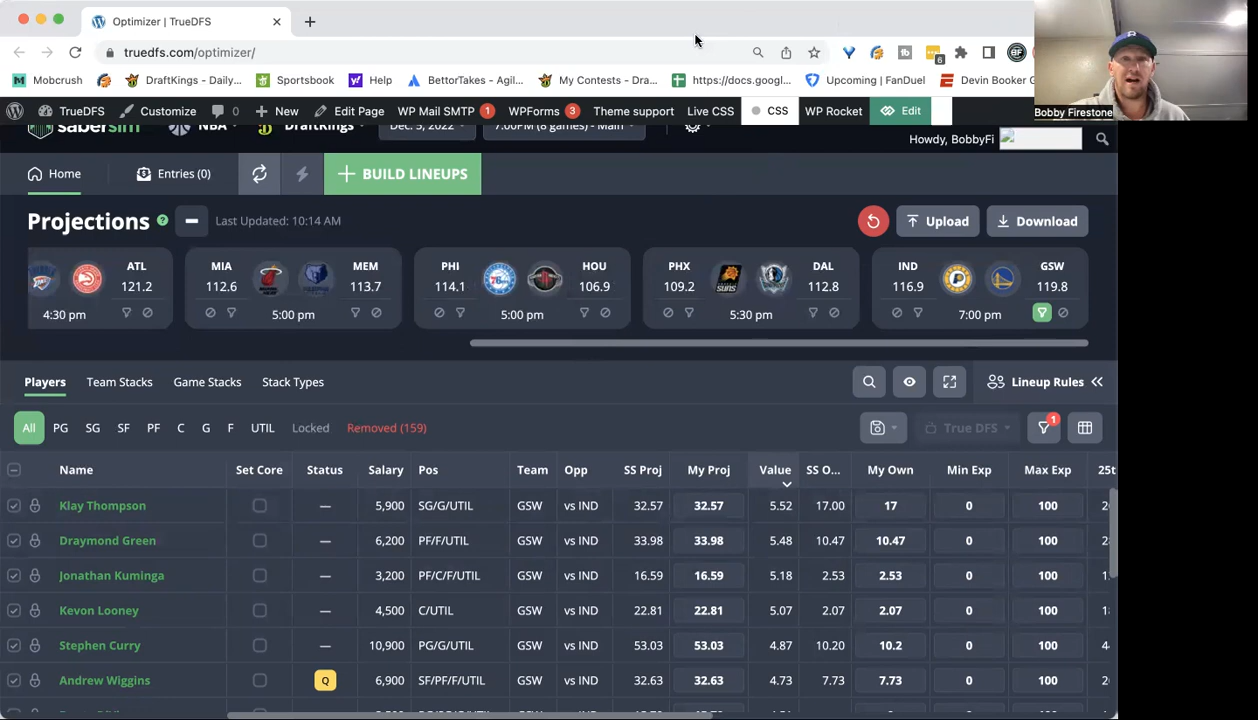 Optimizer | TrueDFS
truedfs.com/optimizer/
Mobcrush DraftKings - Daily... Sportsbook Help BettorTakes - Agil... My Contests - Dra... https://docs.googl... Upcoming | FanDuel Devin Booker G
6
BF
TrueDFS Customize 0 New Edit Page WP Mail SMTP 1 WPForms 3 Theme support Live CSS CSS WP Rocket Edit
Bobby Firestone
sabersim NBA DraftKings Dec. 5, 2022 7:00PM (8 games) - Main
Howdy, BobbyFi
Home Entries (0) BUILD LINEUPS
Projections ? Last Updated: 10:14 AM Upload Download
ATL MIA MEM PHI HOU PHX DAL IND GSW
121.2 112.6 113.7 114.1 106.9 109.2 112.8 116.9 119.8
4:30 pm 5:00 pm 5:00 pm 5:30 pm 7:00 pm
Players Team Stacks Game Stacks Stack Types Lineup Rules
All PG SG SF PF C G F UTIL Locked Removed (159) True DFS 1
Name Set Core Status Salary Pos Team Opp SS Proj My Proj Value SS O... My Own Min Exp Max Exp 25t
Klay Thompson — 5,900 SG/G/UTIL GSW vs IND 32.57 32.57 5.52 17.00 17 0 100
Draymond Green — 6,200 PF/F/UTIL GSW vs IND 33.98 33.98 5.48 10.47 10.47 0 100
Jonathan Kuminga — 3,200 PF/C/F/UTIL GSW vs IND 16.59 16.59 5.18 2.53 2.53 0 100
Kevon Looney — 4,500 C/UTIL GSW vs IND 22.81 22.81 5.07 2.07 2.07 0 100
Stephen Curry — 10,900 PG/G/UTIL GSW vs IND 53.03 53.03 4.87 10.20 10.2 0 100
Andrew Wiggins Q 6,900 SF/PF/F/UTIL GSW vs IND 32.63 32.63 4.73 7.73 7.73 0 100